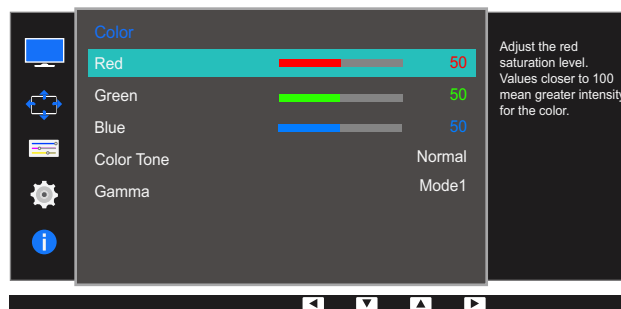 Color
Red 50
Green 50
Blue 50
Color Tone Normal
Gamma Mode1
Adjust the red
saturation level.
Values closer to 100
mean greater intensity
for the color.